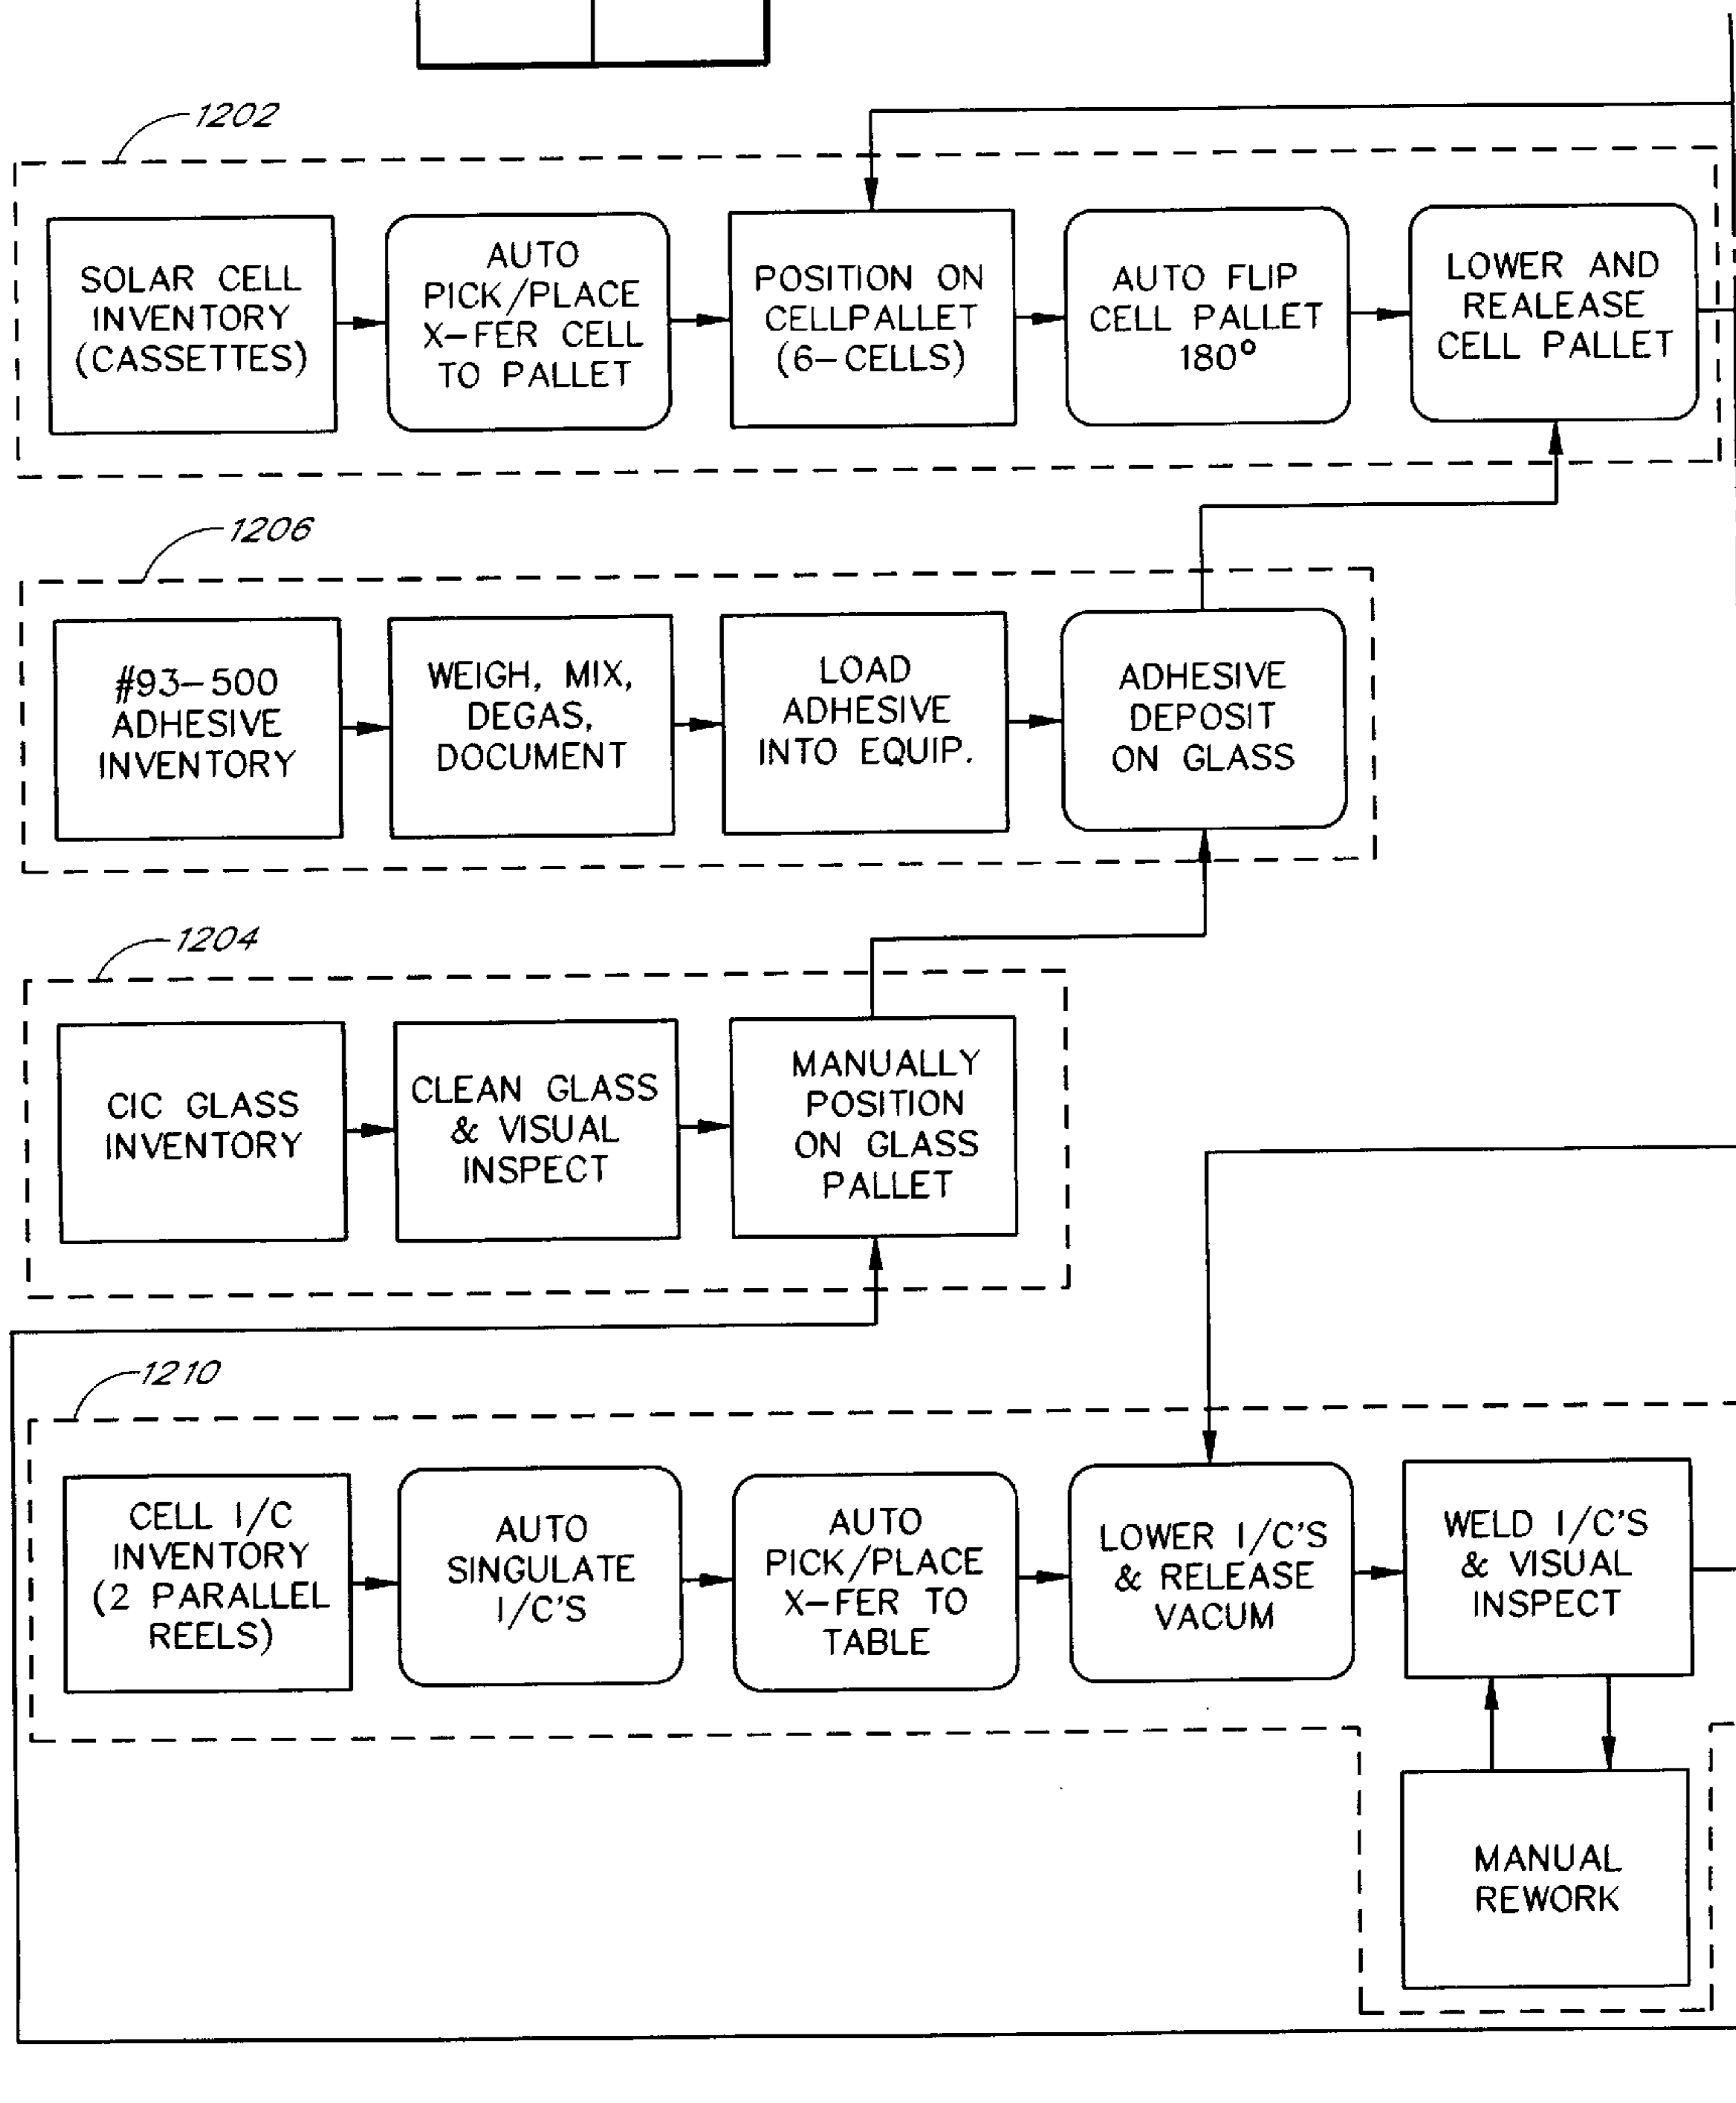 1202
SOLAR CELL
INVENTORY
(CASSETTES)
AUTO
PICK/PLACE
X-FER CELL
TO PALLET
POSITION ON
CELLPALLET
(6-CELLS)
AUTO FLIP
CELL PALLET
180°
LOWER AND
REALEASE
CELL PALLET
1206
#93-500
ADHESIVE
INVENTORY
WEIGH, MIX,
DEGAS,
DOCUMENT
LOAD
ADHESIVE
INTO EQUIP.
ADHESIVE
DEPOSIT
ON GLASS
1204
CIC GLASS
INVENTORY
CLEAN GLASS
& VISUAL
INSPECT
MANUALLY
POSITION
ON GLASS
PALLET
1210
CELL I/C
INVENTORY
(2 PARALLEL
REELS)
AUTO
SINGULATE
I/C'S
AUTO
PICK/PLACE
X-FER TO
TABLE
LOWER I/C'S
& RELEASE
VACUM
WELD I/C'S
& VISUAL
INSPECT
MANUAL
REWORK